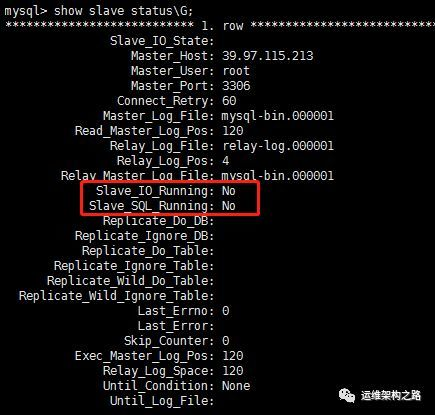 mysql> show slave status\G;
*************************** 1. row ****************************
Slave_IO_State:
Master_Host: 39.97.115.213
Master_User: root
Master_Port: 3306
Connect_Retry: 60
Master_Log_File: mysql-bin.000001
Read_Master_Log_Pos: 120
Relay_Log_File: relay-log.000001
Relay_Log_Pos: 4
Relay_Master_Log_File: mysql-bin.000001
Slave_IO_Running: No
Slave_SQL_Running: No
Replicate_Do_DB:
Replicate_Ignore_DB:
Replicate_Do_Table:
Replicate_Ignore_Table:
Replicate_Wild_Do_Table:
Replicate_Wild_Ignore_Table:
Last_Errno: 0
Last_Error:
Skip_Counter: 0
Exec_Master_Log_Pos: 120
Relay_Log_Space: 120
Until_Condition: None
Until_Log_File:
运维架构之路